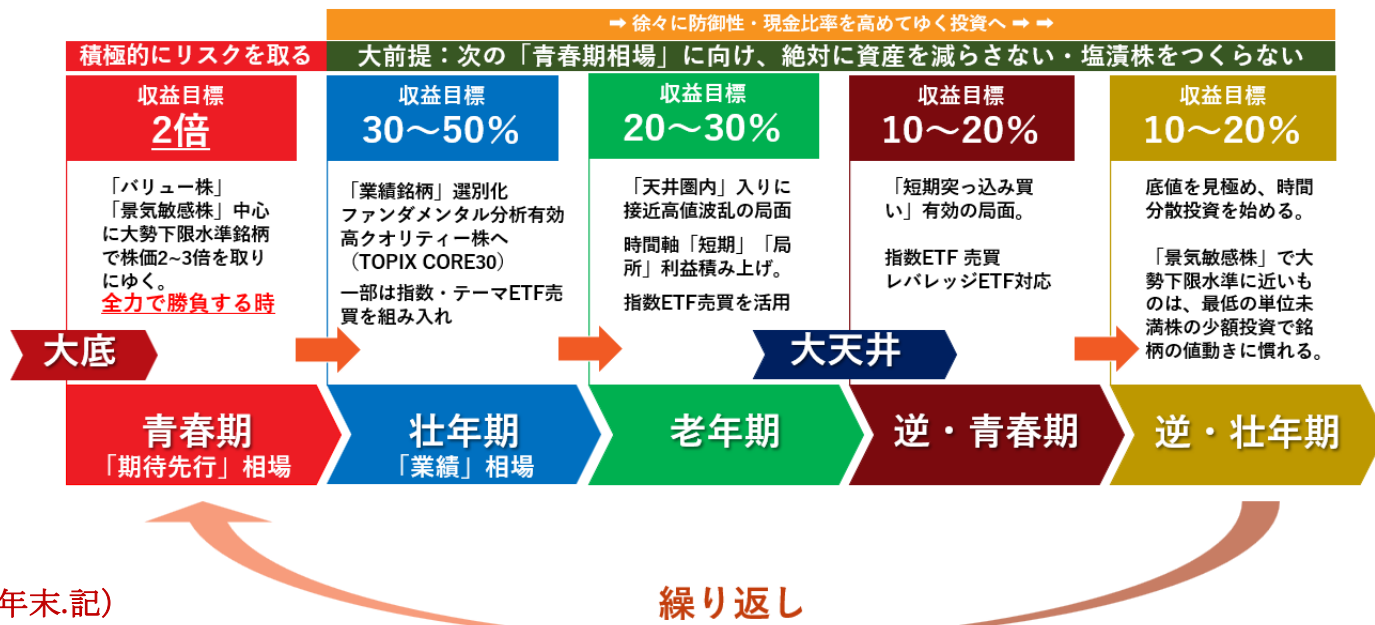 ➡ 徐々に防御性・現金比率を高めてゆく投資へ ➡ ➡
積極的にリスクを取る
大前提：次の「青春期相場」に向け、絶対に資産を減らさない・塩漬株をつくらない
収益目標
2倍
「バリュー株」
「景気敏感株」中心
に大勢下限水準銘柄
で株価2~3倍を取り
にゆく。
全力で勝負する時
収益目標
30～50%
「業績銘柄」選別化
ファンダメンタル分析有効
高クオリティー株へ
（TOPIX CORE30）
一部は指数・テーマETF売
買を組み入れ
収益目標
20～30%
「天井圏内」入りに
接近高値波乱の局面
時間軸「短期」「局
所」利益積み上げ。
指数ETF売買を活用
収益目標
10～20%
「短期突っ込み買
い」有効の局面。
指数ETF 売買
レバレッジETF対応
収益目標
10～20%
底値を見極め、時間
分散投資を始める。
「景気敏感株」で大
勢下限水準に近いも
のは、最低の単位未
満株の少額投資で銘
柄の値動きに慣れる。
大底
大天井
青春期
「期待先行」相場
壮年期
「業績」相場
老年期
逆・青春期
逆・壮年期
年末.記）
繰り返し